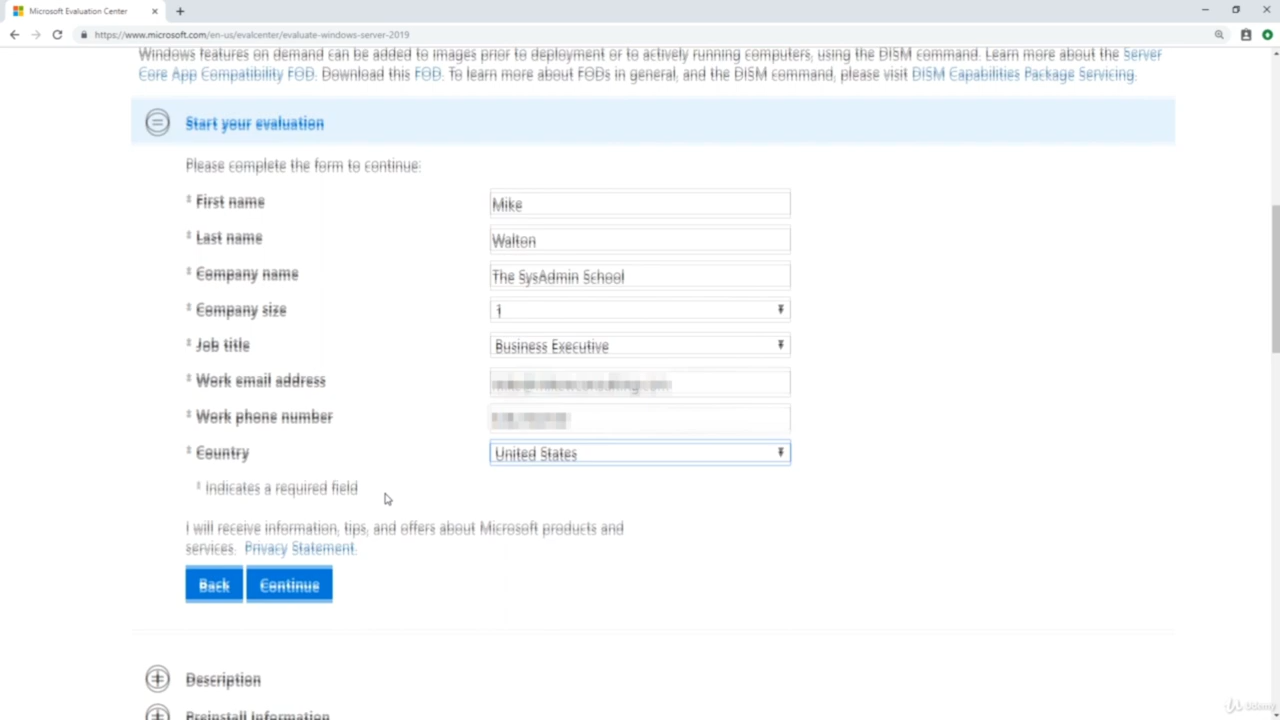 Microsoft Evaluation Center
https://www.microsoft.com/en-us/evalcenter/evaluate-windows-server-2019
Windows features on demand can be added to images prior to deployment or to actively running computers, using the DISM command. Learn more about the Server
Core App Compatibility FOD. Download this FOD. To learn more about FODs in general, and the DISM command, please visit DISM Capabilities Package Servicing.
Start your evaluation
Please complete the form to continue:
* First name Mike
* Last name Walton
* Company name The SysAdmin School
* Company size 1
* Job title Business Executive
* Work email address
* Work phone number
* Country United States
* Indicates a required field
I will receive information, tips, and offers about Microsoft products and
services. Privacy Statement.
Back Continue
Description
Preinstall Information
Udemy